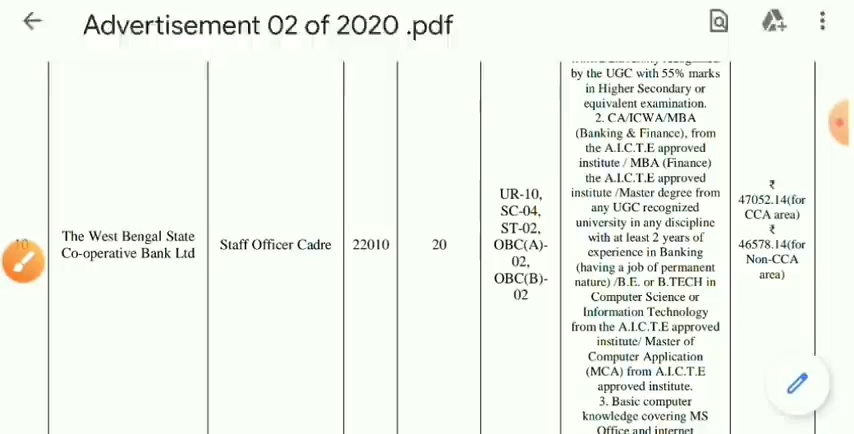 Advertisement 02 of 2020 .pdf
10
The West Bengal State
Co-operative Bank Ltd
Staff Officer Cadre
22010
20
UR-10,
SC-04,
ST-02,
OBC(A)-
02,
OBC(B)-
02
by the UGC with 55% marks
in Higher Secondary or
equivalent examination.
2. CA/ICWA/MBA
(Banking & Finance), from
the A.I.C.T.E approved
institute / MBA (Finance)
the A.I.C.T.E approved
institute /Master degree from
any UGC recognized
university in any discipline
with at least 2 years of
experience in Banking
(having a job of permanent
nature) /B.E. or B.TECH in
Computer Science or
Information Technology
from the A.I.C.T.E approved
institute/ Master of
Computer Application
(MCA) from A.I.C.T.E
approved institute.
3. Basic computer
knowledge covering MS
Office and internet
₹
47052.14(for
CCA area)
₹
46578.14(for
Non-CCA
area)